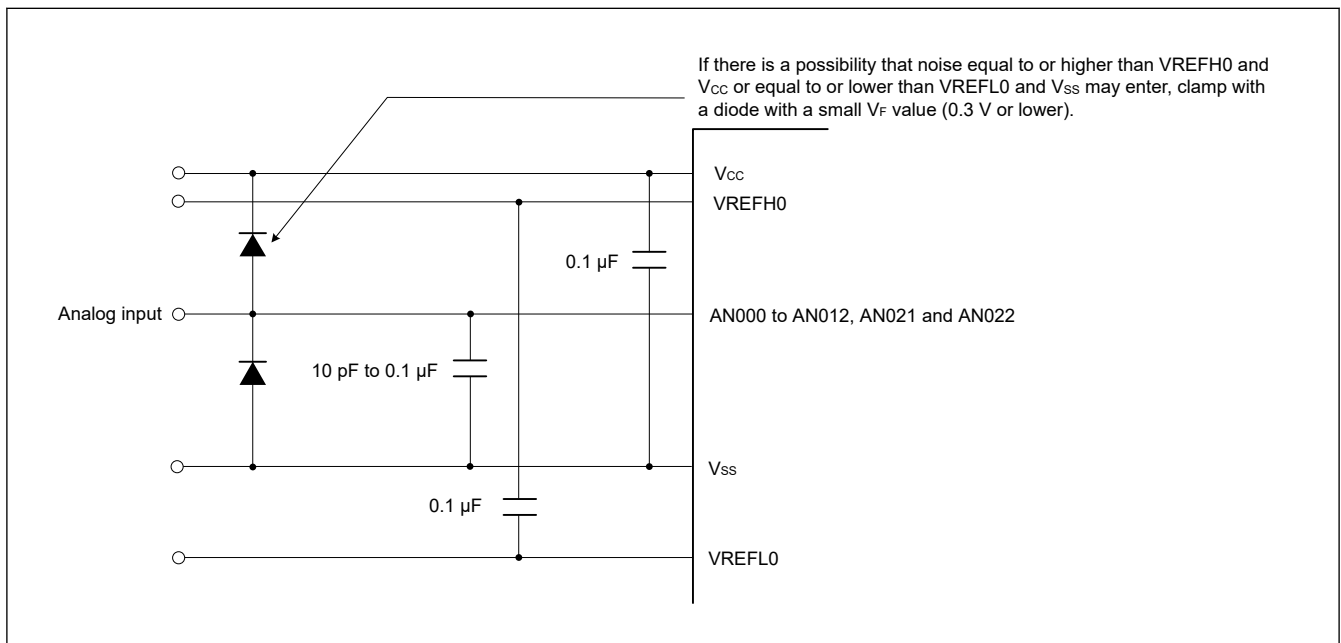 If there is a possibility that noise equal to or higher than VREFH0 and
VCC or equal to or lower than VREFL0 and VSS may enter, clamp with
a diode with a small VF value (0.3 V or lower).
VCC
VREFH0
0.1 µF
Analog input
AN000 to AN012, AN021 and AN022
10 pF to 0.1 µF
VSS
0.1 µF
VREFL0